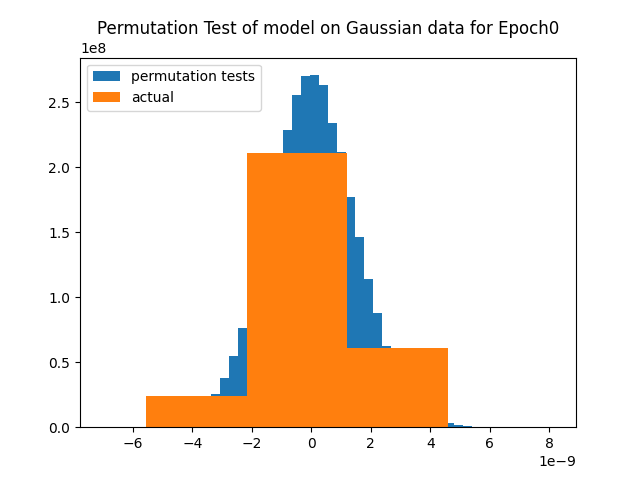 Permutation Test of model on Gaussian data for Epoch0
1e8
permutation tests
actual
2.5
2.0
1.5
1.0
0.5
0.0
−6 −4 −2 0 2 4 6 8
1e−9